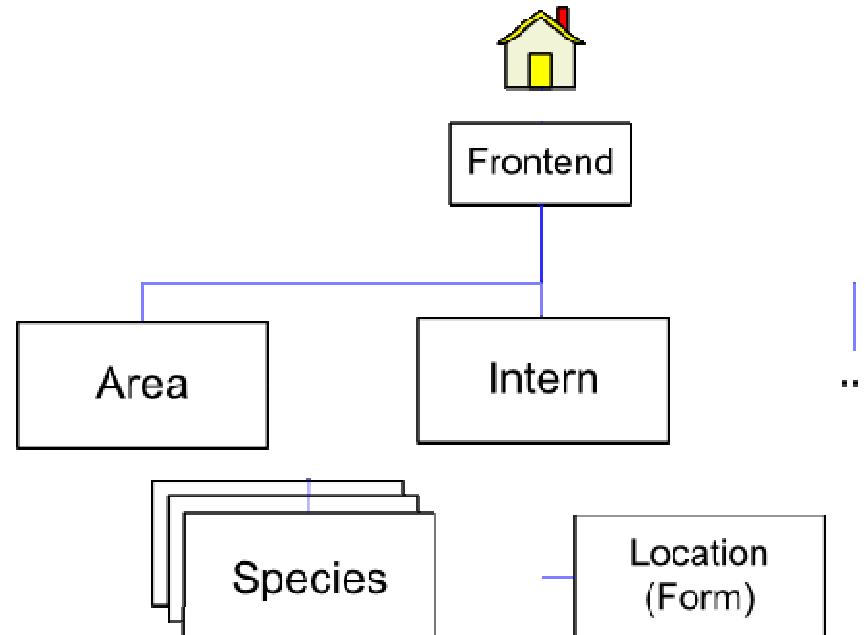 Frontend
Area
Intern
..
Species
Location
(Form)